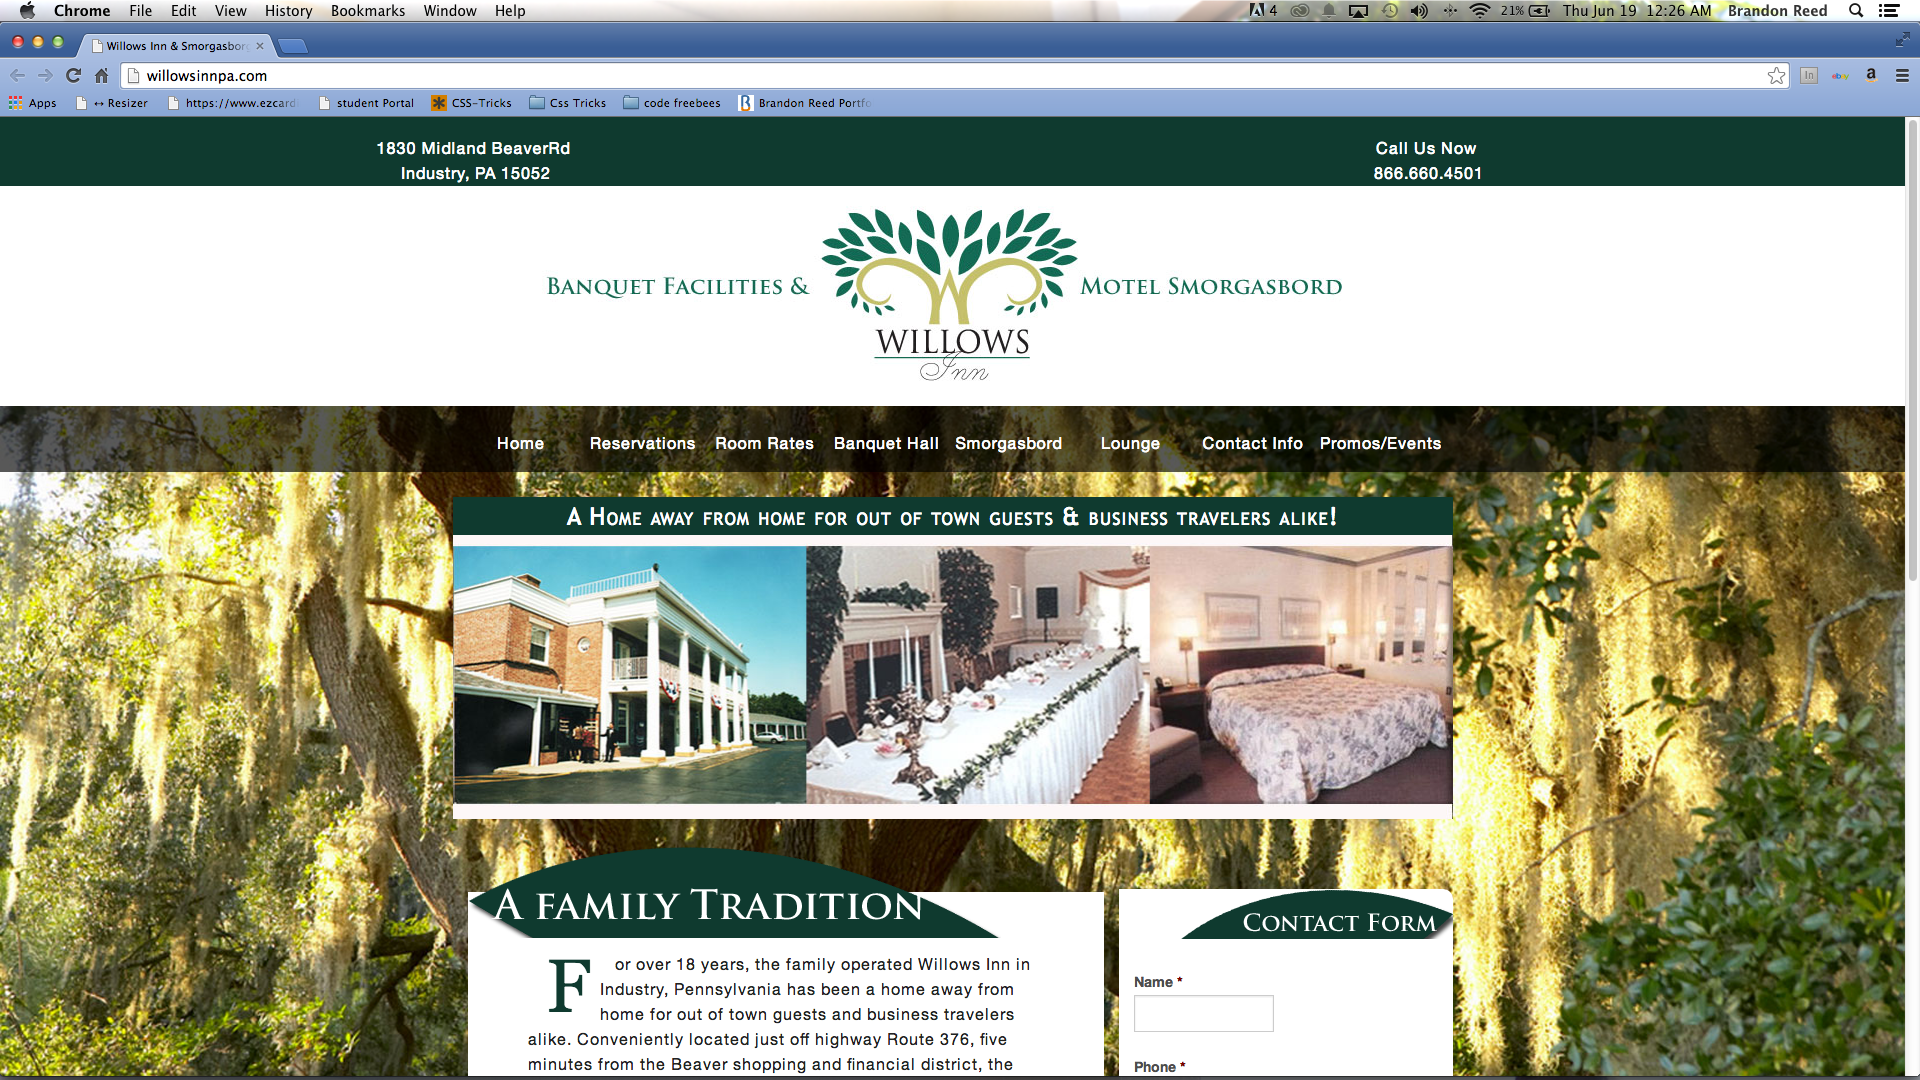 Chrome File Edit View History Bookmarks Window Help 4 21% Thu Jun 19 12:26 AM Brandon Reed
Willows Inn & Smorgasbor
willowsinnpa.com
Apps ↔ Resizer https://www.ezcard student Portal CSS-Tricks Css Tricks code freebees Brandon Reed Portfo
1830 Midland BeaverRd
Industry, PA 15052
Call Us Now
866.660.4501
Banquet Facilities & Motel Smorgasbord
WILLOWS
Inn
Home Reservations Room Rates Banquet Hall Smorgasbord Lounge Contact Info Promos/Events
A Home away from home for out of town guests & business travelers alike!
A family Tradition
For over 18 years, the family operated Willows Inn in
Industry, Pennsylvania has been a home away from
home for out of town guests and business travelers
alike. Conveniently located just off highway Route 376, five
minutes from the Beaver shopping and financial district, the
Contact Form
Name *
Phone *